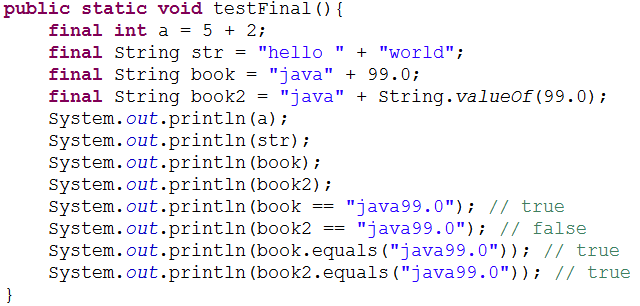 public static void testFinal(){
    final int a = 5 + 2;
    final String str = "hello " + "world";
    final String book = "java" + 99.0;
    final String book2 = "java" + String.valueOf(99.0);
    System.out.println(a);
    System.out.println(str);
    System.out.println(book);
    System.out.println(book2);
    System.out.println(book == "java99.0"); // true
    System.out.println(book2 == "java99.0"); // false
    System.out.println(book.equals("java99.0")); // true
    System.out.println(book2.equals("java99.0")); // true
}